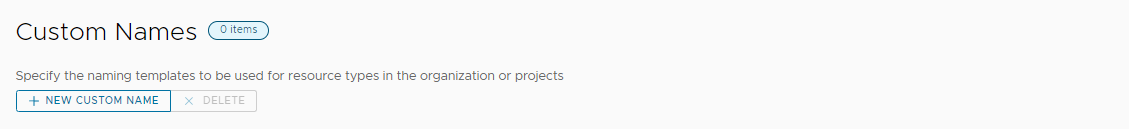 Custom Names 0 items
Specify the naming templates to be used for resource types in the organization or projects
NEW CUSTOM NAME DELETE